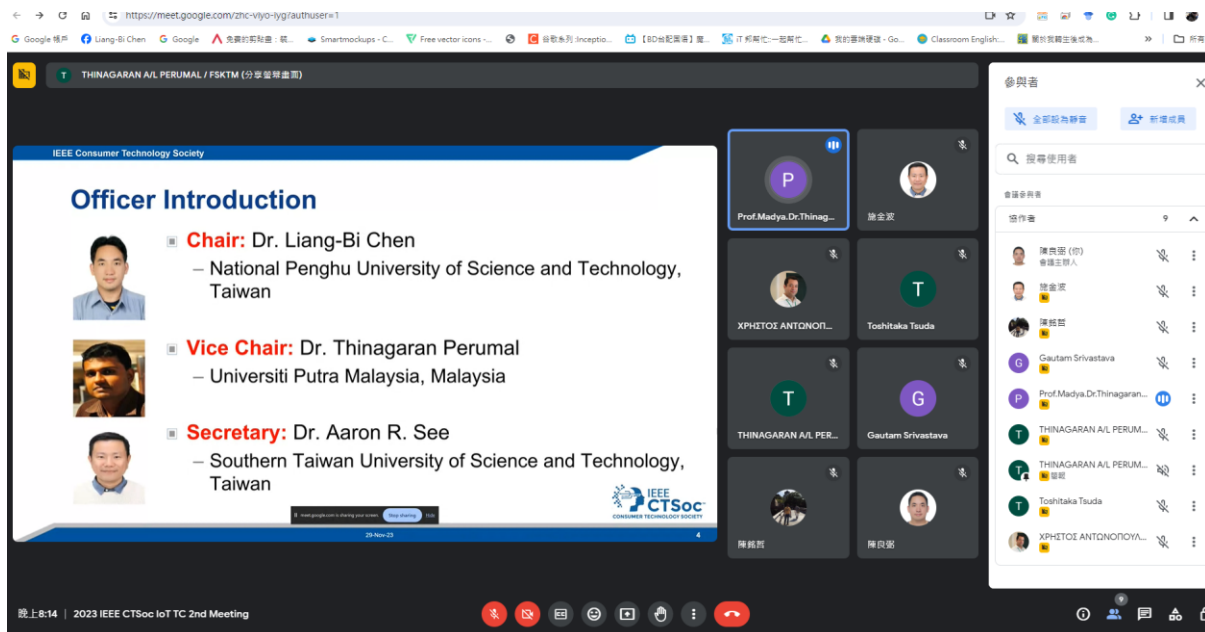 https://meet.google.com/zhc-viyo-iyg?authuser=1
Google 帳戶
Liang-Bi Chen
Google
Smartmockups - C...
Free vector icons -...
Classroom English:...
THINAGARAN A/L PERUMAL / FSKTM (分享螢幕畫面)
IEEE Consumer Technology Society
Officer Introduction
Chair: Dr. Liang-Bi Chen
– National Penghu University of Science and Technology,
Taiwan
Vice Chair: Dr. Thinagaran Perumal
– Universiti Putra Malaysia, Malaysia
Secretary: Dr. Aaron R. See
– Southern Taiwan University of Science and Technology,
Taiwan
meet.google.com is sharing your screen.
Stop sharing
Hide
IEEE
CTSoc
CONSUMER TECHNOLOGY SOCIETY
29-Nov-23
4
P
Prof.Madya.Dr.Thinag...
施金波
ΧΡΗΣΤΟΣ ΑΝΤΩΝΟΠ...
T
Toshitaka Tsuda
T
THINAGARAN A/L PER...
G
Gautam Srivastava
陳銘哲
陳良弼
參與者
全部設為靜音
新增成員
搜尋使用者
會議參與者
協作者
9
陳良弼 (你)
會議主辦人
施金波
陳銘哲
G
Gautam Srivastava
P
Prof.Madya.Dr.Thinagaran...
T
THINAGARAN A/L PERUM...
T
THINAGARAN A/L PERUM...
T
Toshitaka Tsuda
ΧΡΗΣΤΟΣ ΑΝΤΩΝΟΠΟΥΛ...
晚上8:14 | 2023 IEEE CTSoc IoT TC 2nd Meeting
9